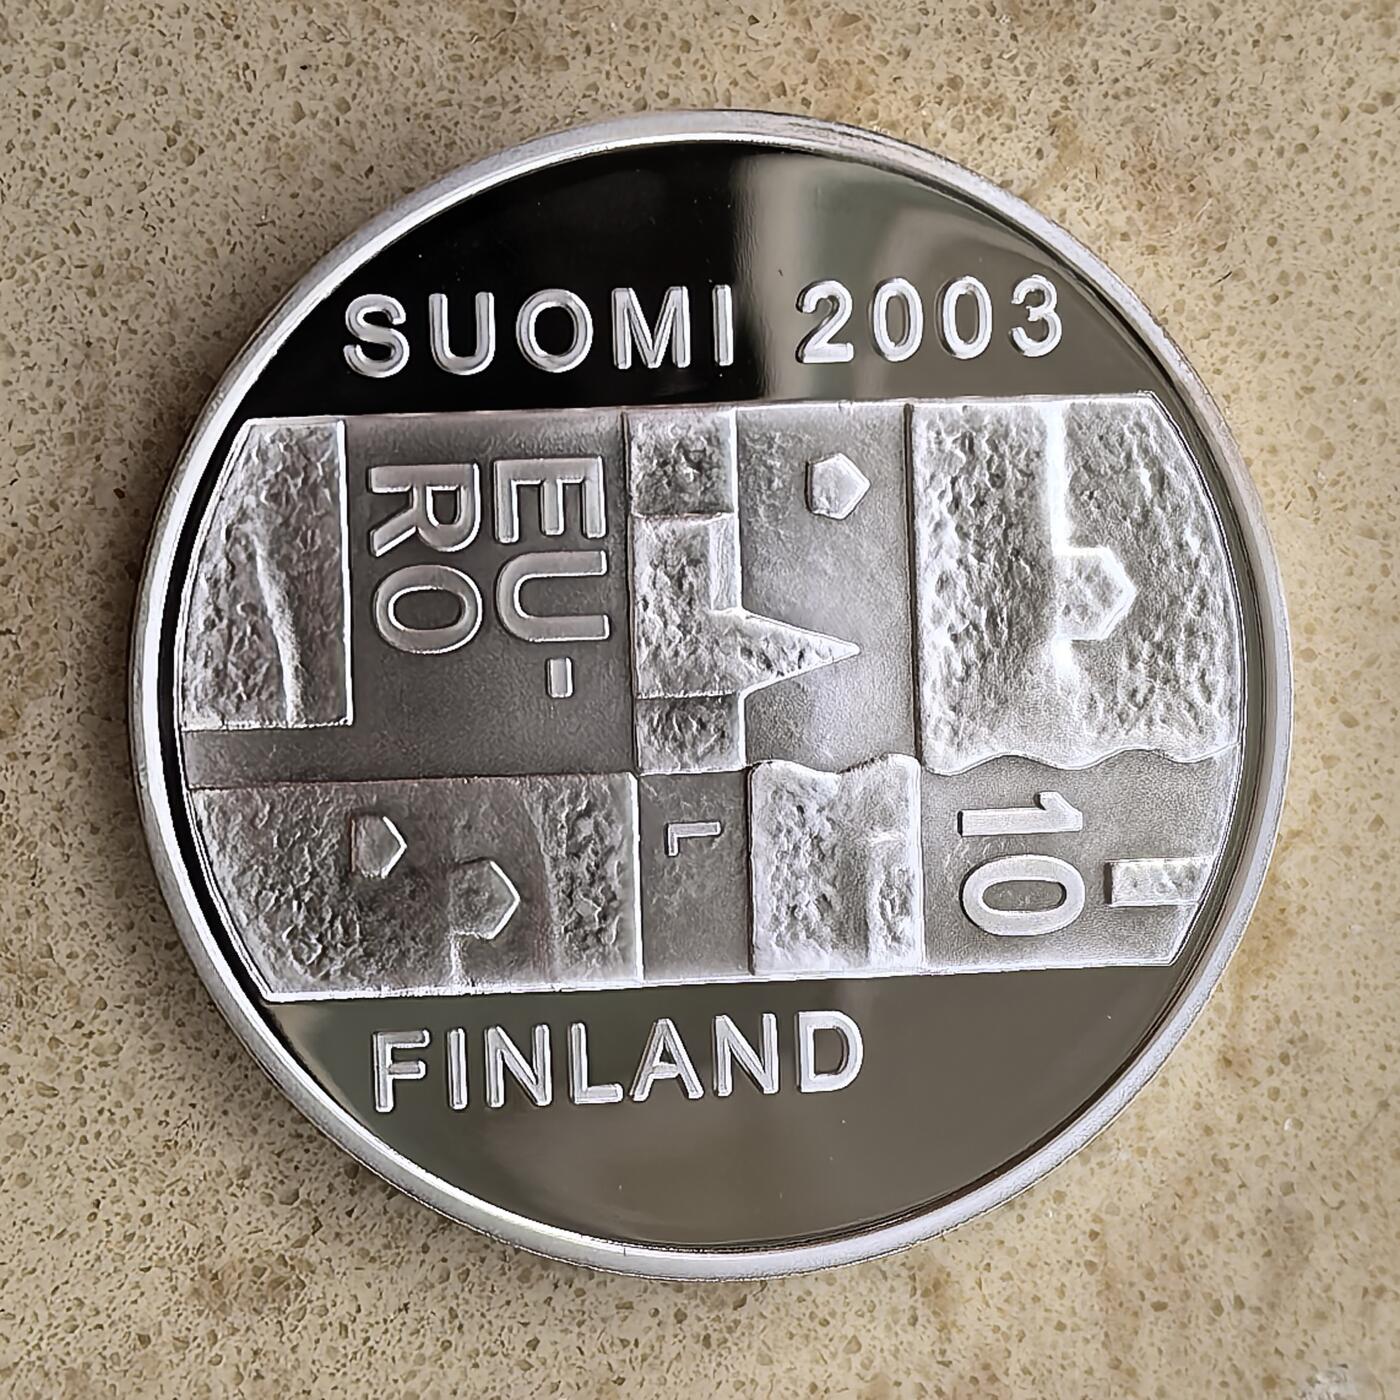 SUOMI 2003
EU-
RO
L
10
FINLAND